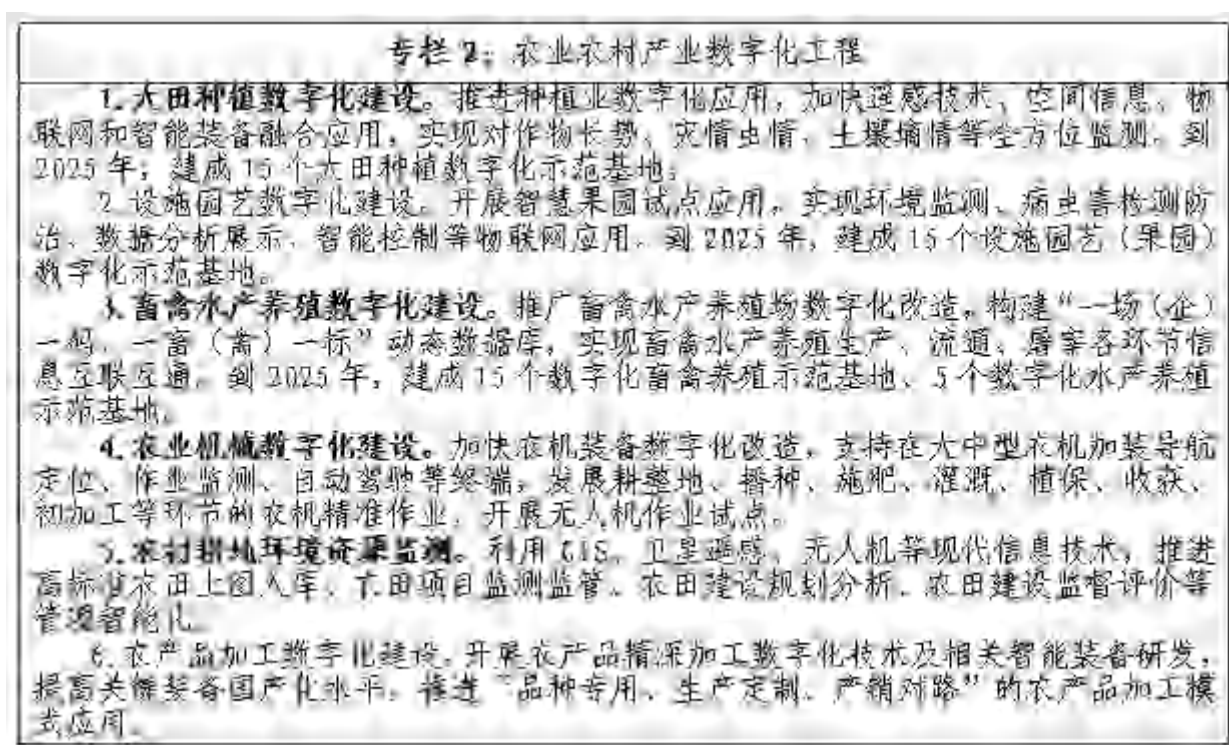 专栏 2：农业农村产业数字化工程
1.大田种植数字化建设。推进种植业数字化应用，加快遥感技术、空间信息、物
联网和智能装备融合应用，实现对作物长势、灾情虫情、土壤墒情等全方位监测。到
2025 年，建成 15 个大田种植数字化示范基地。
2.设施园艺数字化建设。开展智慧果园试点应用，实现环境监测、病虫害检测防
治、数据分析展示、智能控制等物联网应用。到 2025 年，建成 15 个设施园艺（果园）
数字化示范基地。
3.畜禽水产养殖数字化建设。推广畜禽水产养殖场数字化改造，构建“一场（企）
一码、一畜（禽）一标”动态数据库，实现畜禽水产养殖生产、流通、屠宰各环节信
息互联互通。到 2025 年，建成 15 个数字化畜禽养殖示范基地、5 个数字化水产养殖
示范基地。
4.农业机械数字化建设。加快农机装备数字化改造，支持在大中型农机加装导航
定位、作业监测、自动驾驶等终端，发展耕整地、播种、施肥、灌溉、植保、收获、
初加工等环节的农机精准作业，开展无人机作业试点。
5.农村耕地环境资源监测。利用 GIS、卫星遥感、无人机等现代信息技术，推进
高标准农田上图入库、农田项目监测监管、农田建设规划分析、农田建设监督评价等
管理智能化。
6.农产品加工数字化建设。开展农产品精深加工数字化技术及相关智能装备研发，
提高关键装备国产化水平。推进“品种专用、生产定制、产销对路”的农产品加工模
式应用。